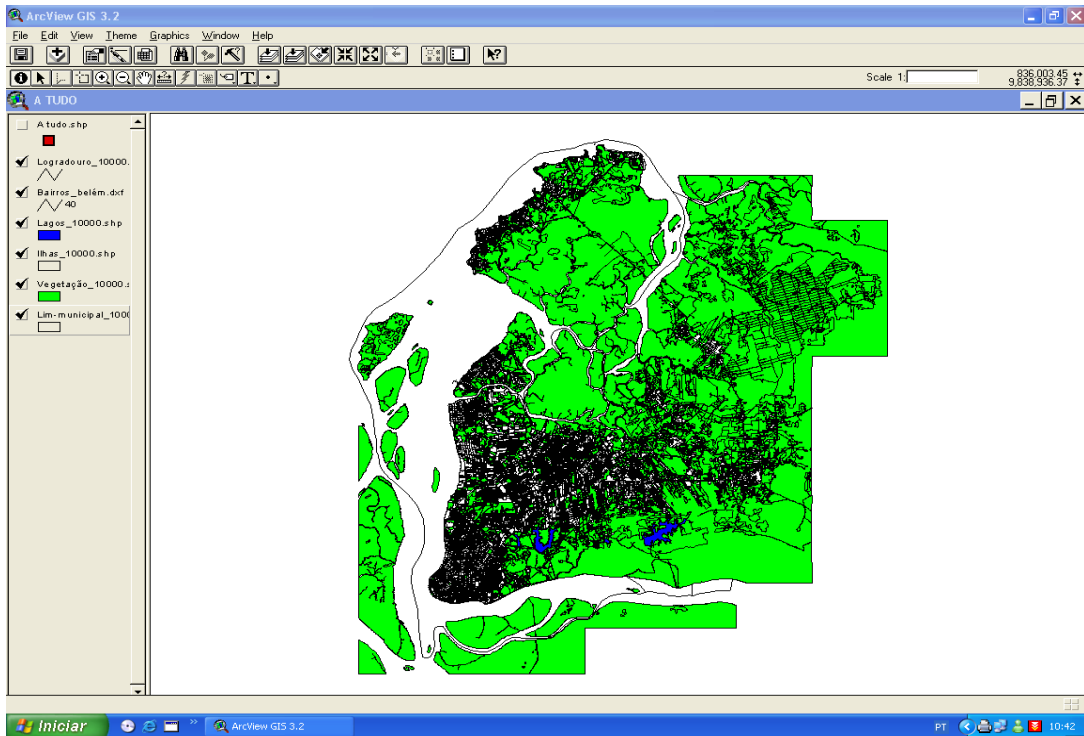 ArcView GIS 3.2
File Edit View Theme Graphics Window Help
Scale 1:
836,003.45
9,838,936.37
A TUDO
A tudo.shp
Logradouro_10000.
Bairros_belém.dxf
40
Lagos_10000.shp
Ilhas_10000.shp
Vegetação_10000.s
Lim-municipal_1000
Iniciar
ArcView GIS 3.2
PT
10:42